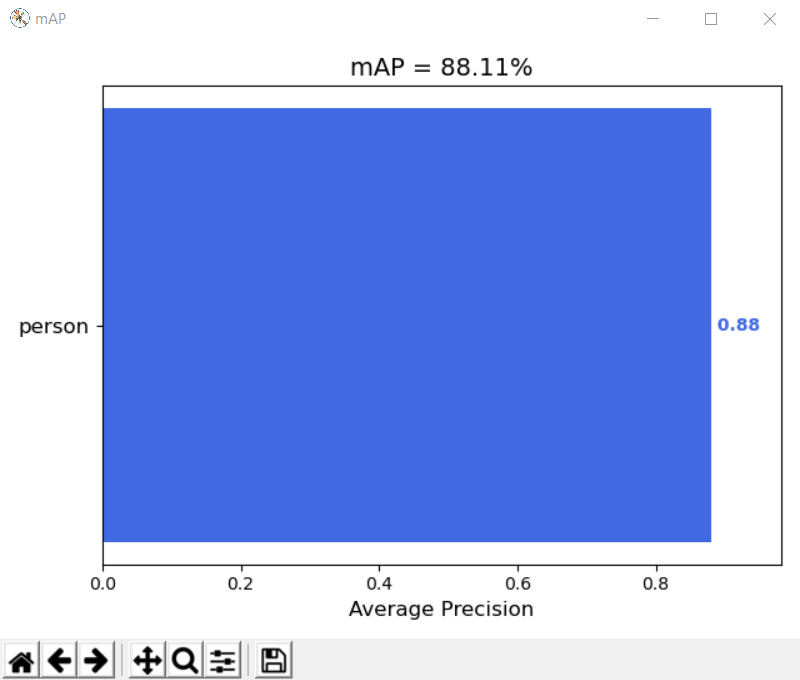 mAP
mAP = 88.11%
person
0.88
0.0 0.2 0.4 0.6 0.8
Average Precision